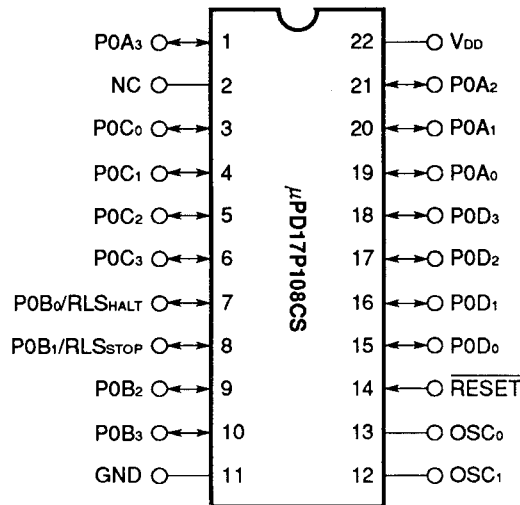 P0A₃ 1 22 VDD
NC 2 21 P0A₂
P0C₀ 3 20 P0A₁
P0C₁ 4 19 P0A₀
P0C₂ 5 18 P0D₃
P0C₃ 6 17 P0D₂
P0B₀/RLSHALT 7 16 P0D₁
P0B₁/RLSSTOP 8 15 P0D₀
P0B₂ 9 14 RESET
P0B₃ 10 13 OSC₀
GND 11 12 OSC₁
μPD17P108CS